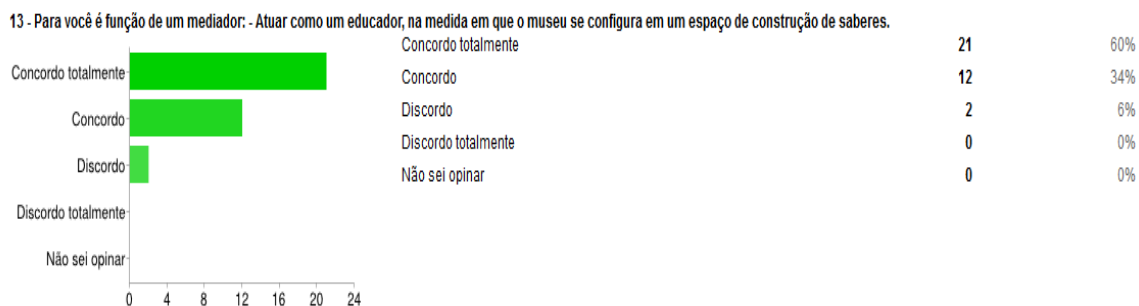 13 - Para você é função de um mediador: - Atuar como um educador, na medida em que o museu se configura em um espaço de construção de saberes.
Concordo totalmente
Concordo
Discordo
Discordo totalmente
Não sei opinar
0 4 8 12 16 20 24
Concordo totalmente 21 60%
Concordo 12 34%
Discordo 2 6%
Discordo totalmente 0 0%
Não sei opinar 0 0%